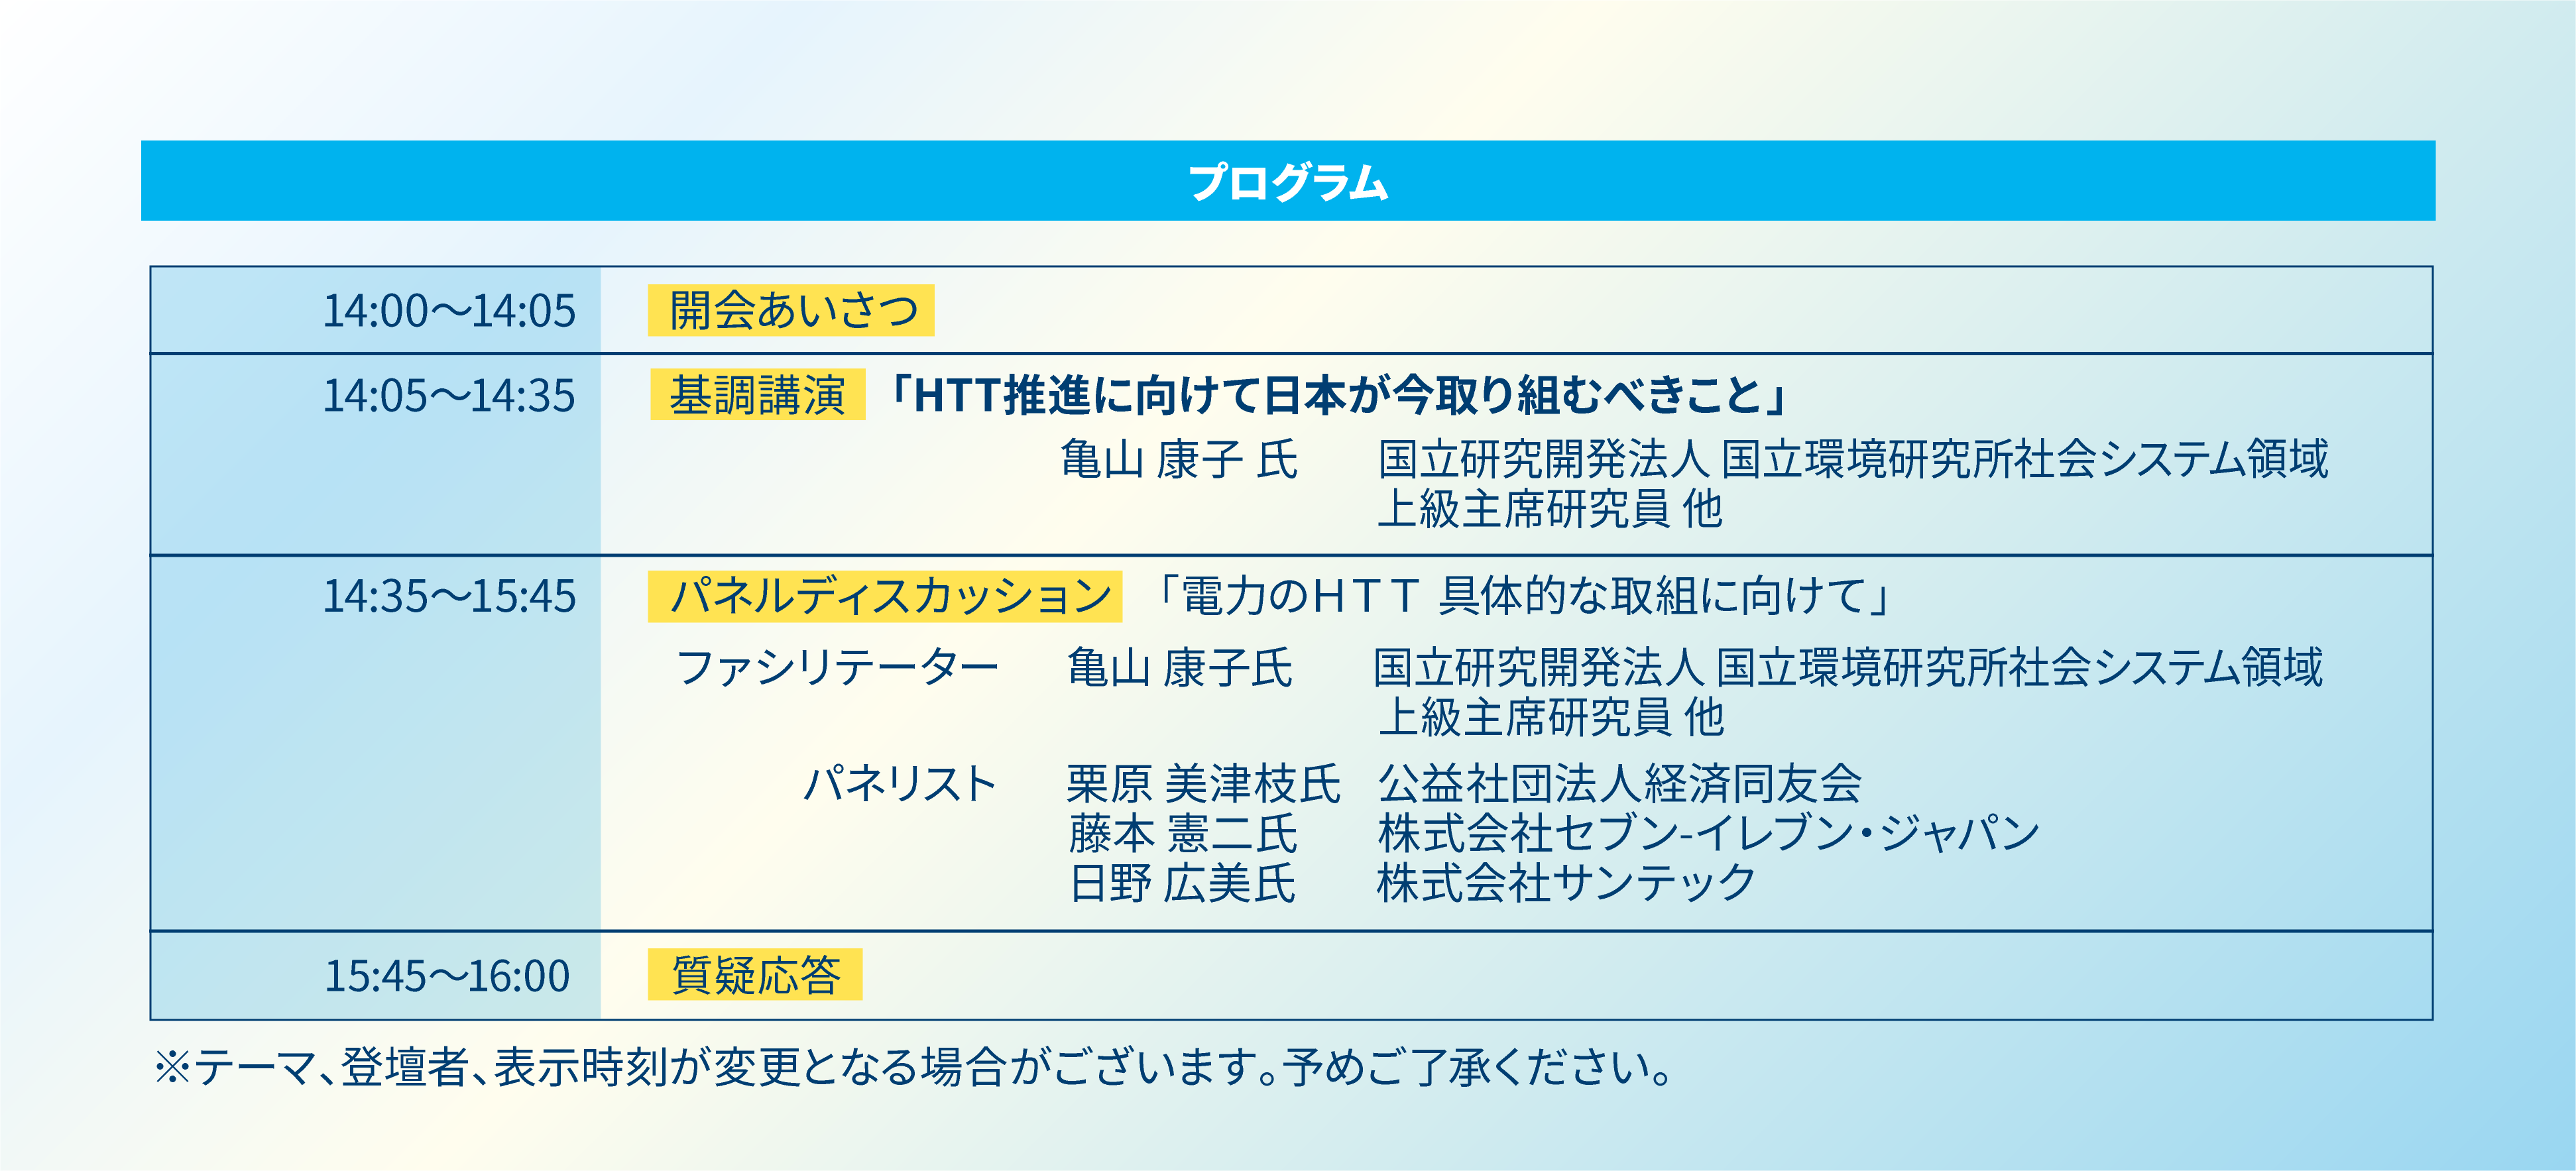 プログラム
14:00〜14:05 開会あいさつ
14:05〜14:35 基調講演 「HTT推進に向けて日本が今取り組むべきこと」
亀山 康子 氏 国立研究開発法人 国立環境研究所社会システム領域
上級主席研究員 他
14:35〜15:45 パネルディスカッション 「電力のＨＴＴ 具体的な取組に向けて」
ファシリテーター 亀山 康子氏 国立研究開発法人 国立環境研究所社会システム領域
上級主席研究員 他
パネリスト 栗原 美津枝氏 公益社団法人経済同友会
藤本 憲二氏 株式会社セブン-イレブン・ジャパン
日野 広美氏 株式会社サンテック
15:45〜16:00 質疑応答
※テーマ、登壇者、表示時刻が変更となる場合がございます。予めご了承ください。